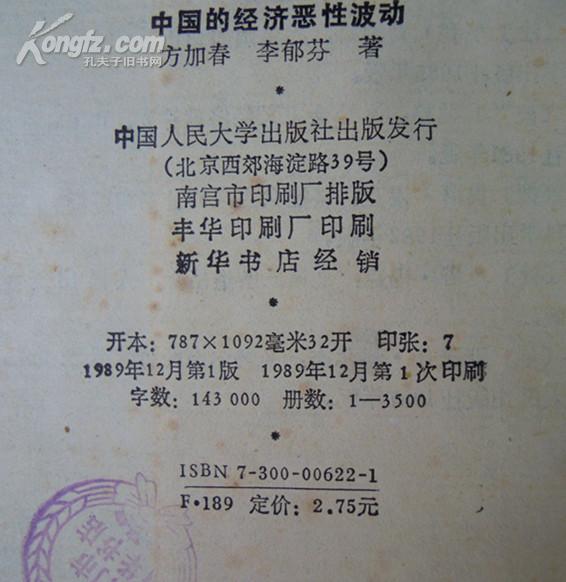 中国的经济恶性波动
Kongfz.com
孔夫子旧书网
方加春 李郁芬 著
*
中国人民大学出版社出版发行
(北京西郊海淀路39号)
南宫市印刷厂排版
丰华印刷厂印刷
新华书店经销
*
开本: 787×1092毫米32开 印张: 7
1989年12月第1版 1989年12月第1次印刷
字数: 143 000 册数: 1—3500
*
ISBN 7-300-00622-1
F·189 定价: 2.75元